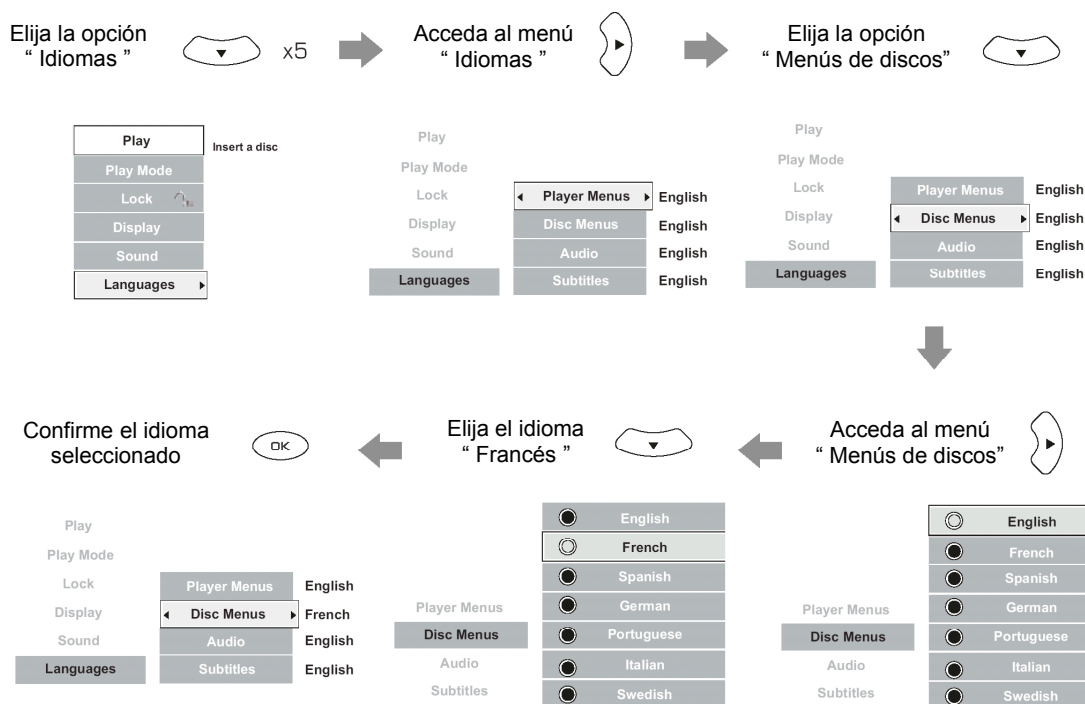 Elija la opción
“ Idiomas ”
x5
Acceda al menú
“ Idiomas ”
Elija la opción
“ Menús de discos”
Play
Insert a disc
Play Mode
Lock
Display
Sound
Languages
Play
Play Mode
Lock
Display
Sound
Languages
Player Menus English
Disc Menus English
Audio English
Subtitles English
Play
Play Mode
Lock
Display
Sound
Languages
Player Menus English
Disc Menus English
Audio English
Subtitles English
Confirme el idioma
seleccionado
OK
Elija el idioma
“ Francés ”
Acceda al menú
“ Menús de discos”
Play
Play Mode
Lock
Display
Sound
Languages
Player Menus English
Disc Menus French
Audio English
Subtitles English
Player Menus
Disc Menus
Audio
Subtitles
English
French
Spanish
German
Portuguese
Italian
Swedish
Player Menus
Disc Menus
Audio
Subtitles
English
French
Spanish
German
Portuguese
Italian
Swedish